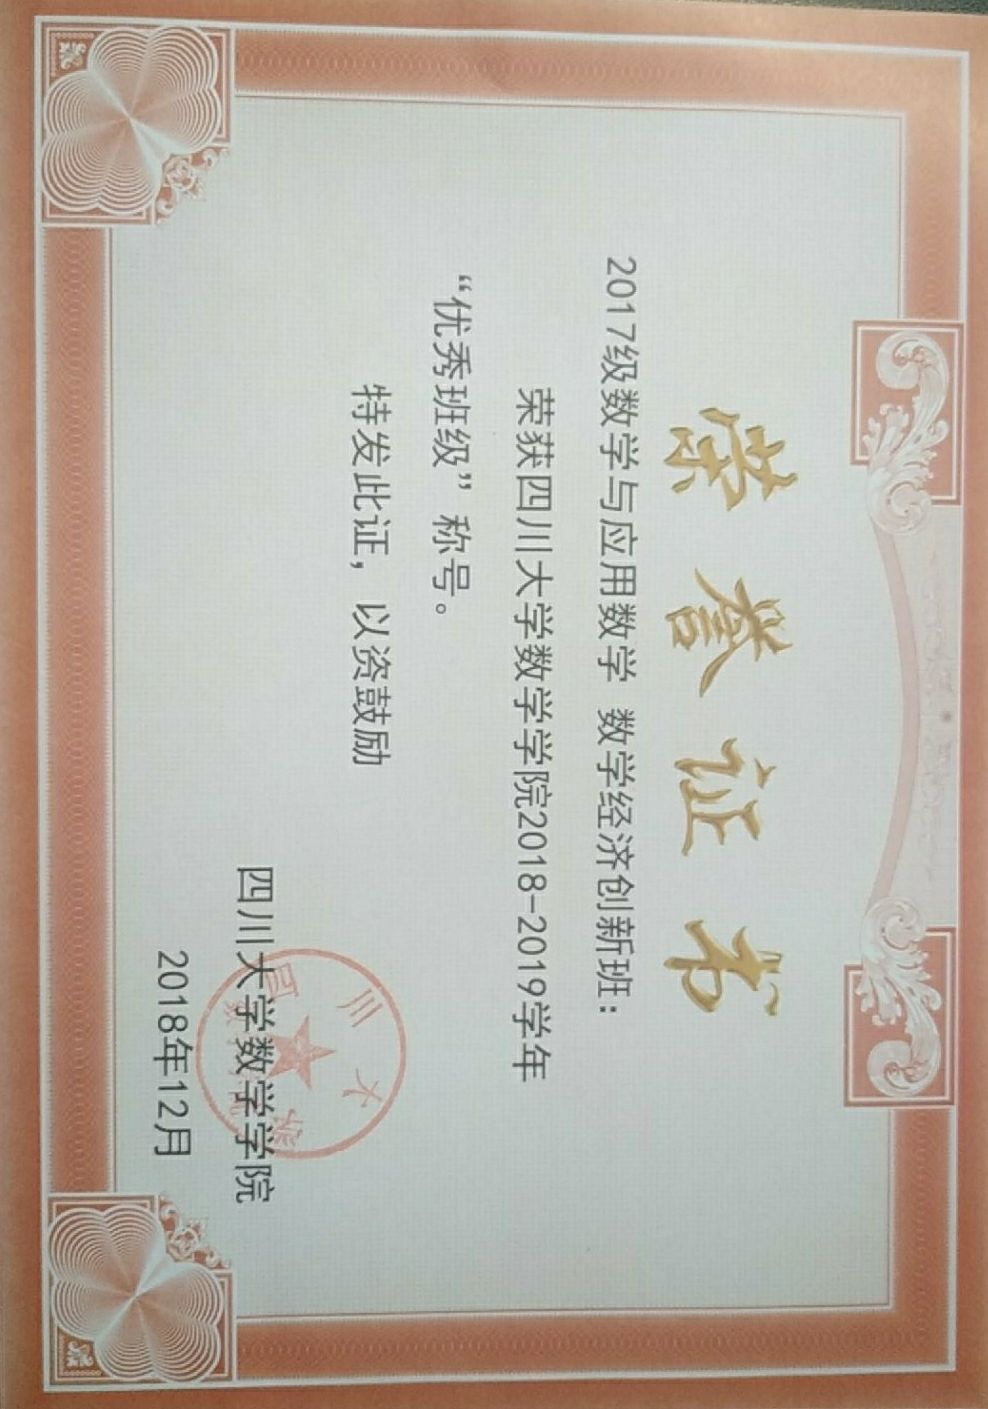 荣誉证书
2017级数学与应用数学 数学经济创新班：
荣获四川大学数学学院2018-2019学年
“优秀班级”称号。
特发此证，以资鼓励
四川大学数学学院
2018年12月
四川大学